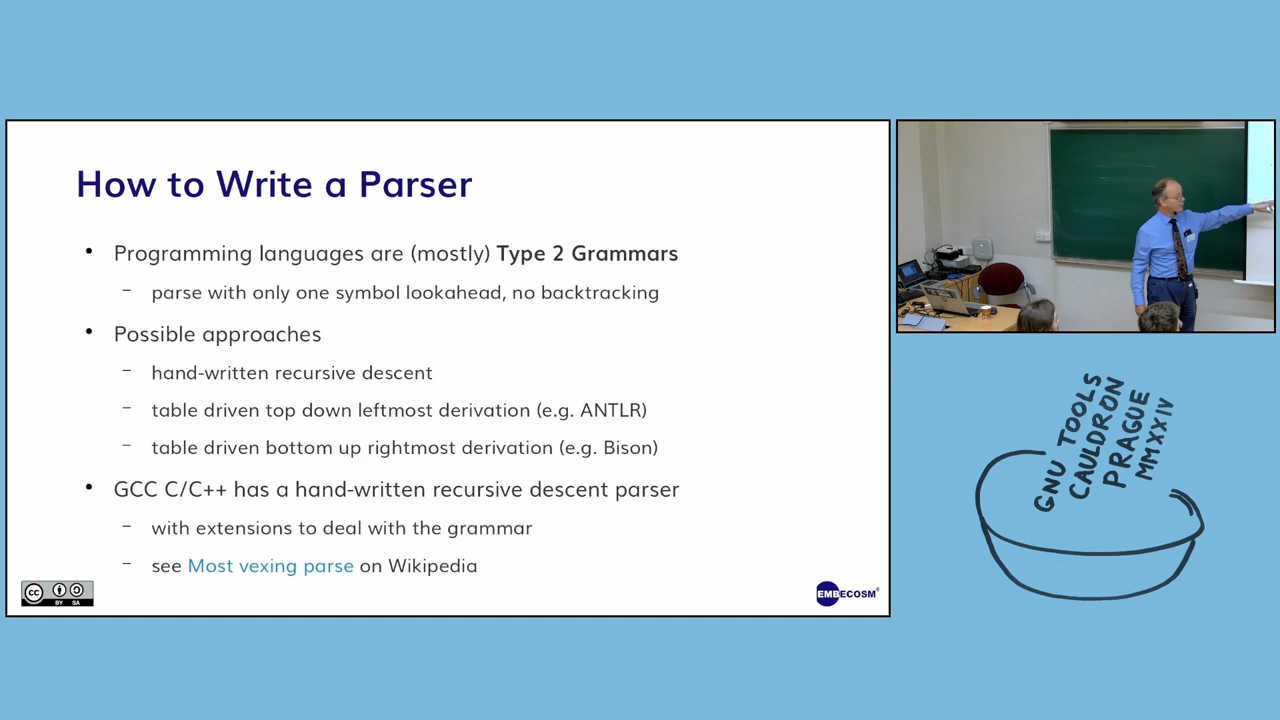 How to Write a Parser
• Programming languages are (mostly) Type 2 Grammars
– parse with only one symbol lookahead, no backtracking
• Possible approaches
– hand-written recursive descent
– table driven top down leftmost derivation (e.g. ANTLR)
– table driven bottom up rightmost derivation (e.g. Bison)
• GCC C/C++ has a hand-written recursive descent parser
– with extensions to deal with the grammar
– see Most vexing parse on Wikipedia
cc BY SA
EMBECOSM®
GNU TOOLS
CAULDRON
PRAGUE
MMXXIV